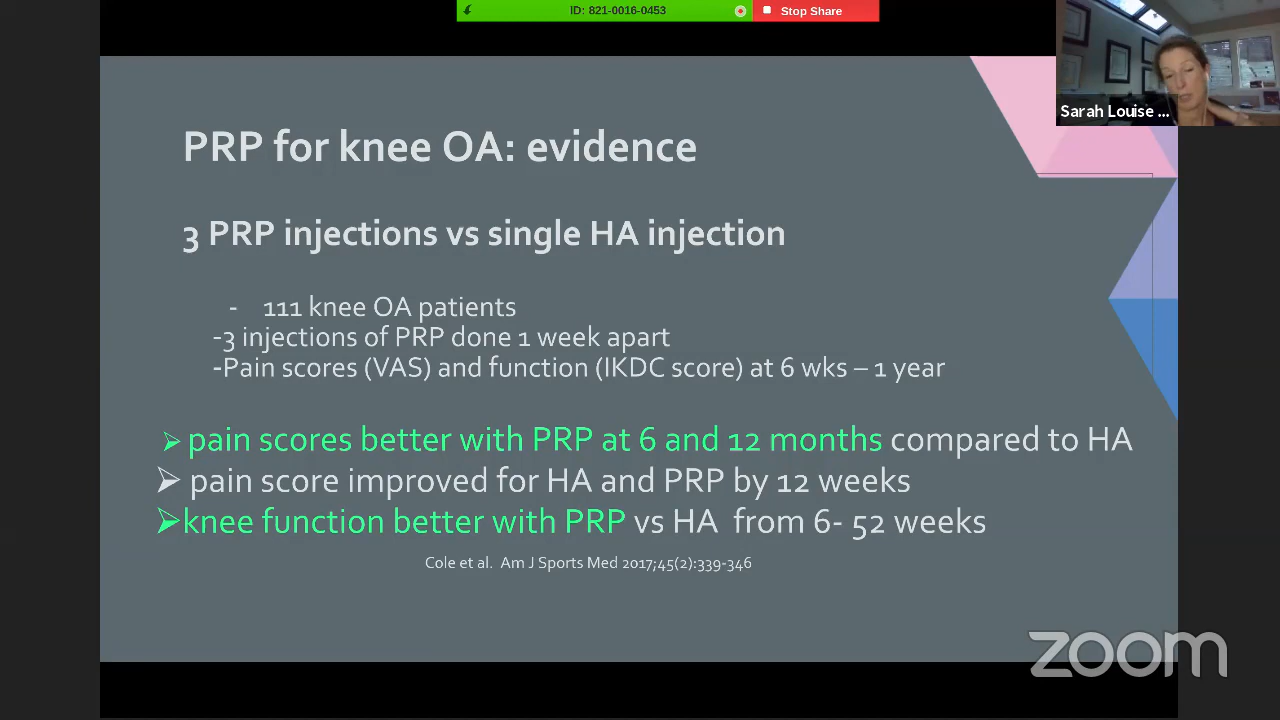 ID: 821-0016-0453
Stop Share
Sarah Louise ...
PRP for knee OA: evidence
3 PRP injections vs single HA injection
- 111 knee OA patients
-3 injections of PRP done 1 week apart
-Pain scores (VAS) and function (IKDC score) at 6 wks – 1 year
pain scores better with PRP at 6 and 12 months compared to HA
pain score improved for HA and PRP by 12 weeks
knee function better with PRP vs HA from 6- 52 weeks
Cole et al. Am J Sports Med 2017;45(2):339-346
zoom